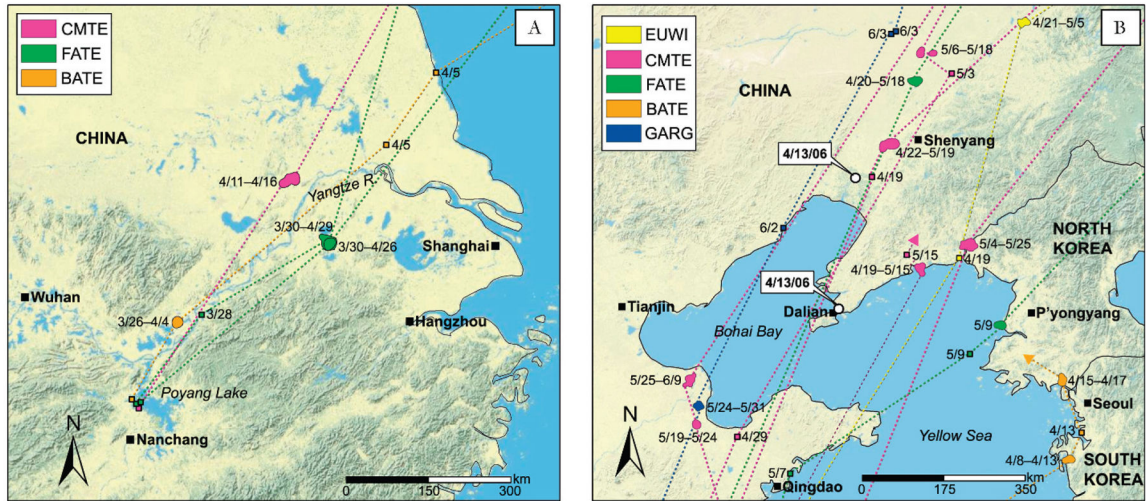 A
CMTE
FATE
BATE
4/5
CHINA
4/5
4/11–4/16
Yangtze R.
3/30–4/29
3/30–4/26
Shanghai
Wuhan
3/28
3/26–4/4
Hangzhou
Poyang Lake
N
Nanchang
0 150 300
km
B
EUWI
CMTE
FATE
BATE
GARG
6/3
6/3
4/21–5/5
5/6–5/18
5/3
4/20–5/18
CHINA
Shenyang
4/13/06
4/22–5/19
4/19
6/2
NORTH
KOREA
5/15
5/4–5/25
4/19
4/19–5/15
4/13/06
Tianjin
Dalian
Bohai Bay
P'yongyang
5/9
5/9
5/25–6/9
4/15–4/17
5/24–5/31
Seoul
5/19–5/24
4/29
4/13
Yellow Sea
N
4/8–4/13
SOUTH
KOREA
5/7
Qingdao
0 175 350
km